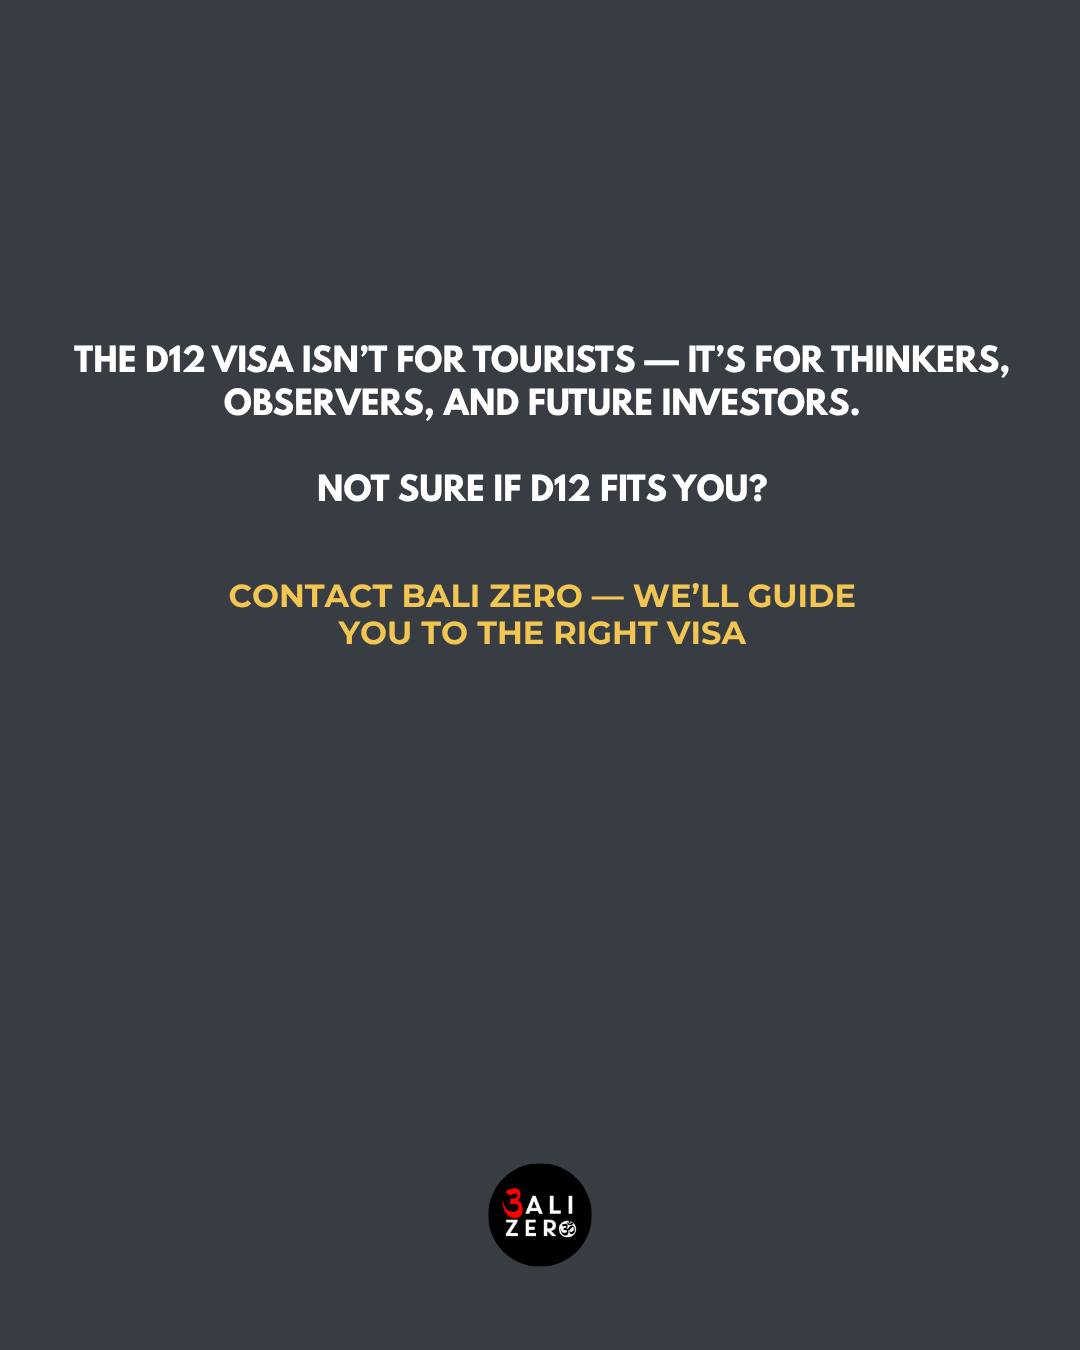 THE D12 VISA ISN’T FOR TOURISTS — IT’S FOR THINKERS,
OBSERVERS, AND FUTURE INVESTORS.
NOT SURE IF D12 FITS YOU?
CONTACT BALI ZERO — WE’LL GUIDE
YOU TO THE RIGHT VISA
3ALI
ZERO